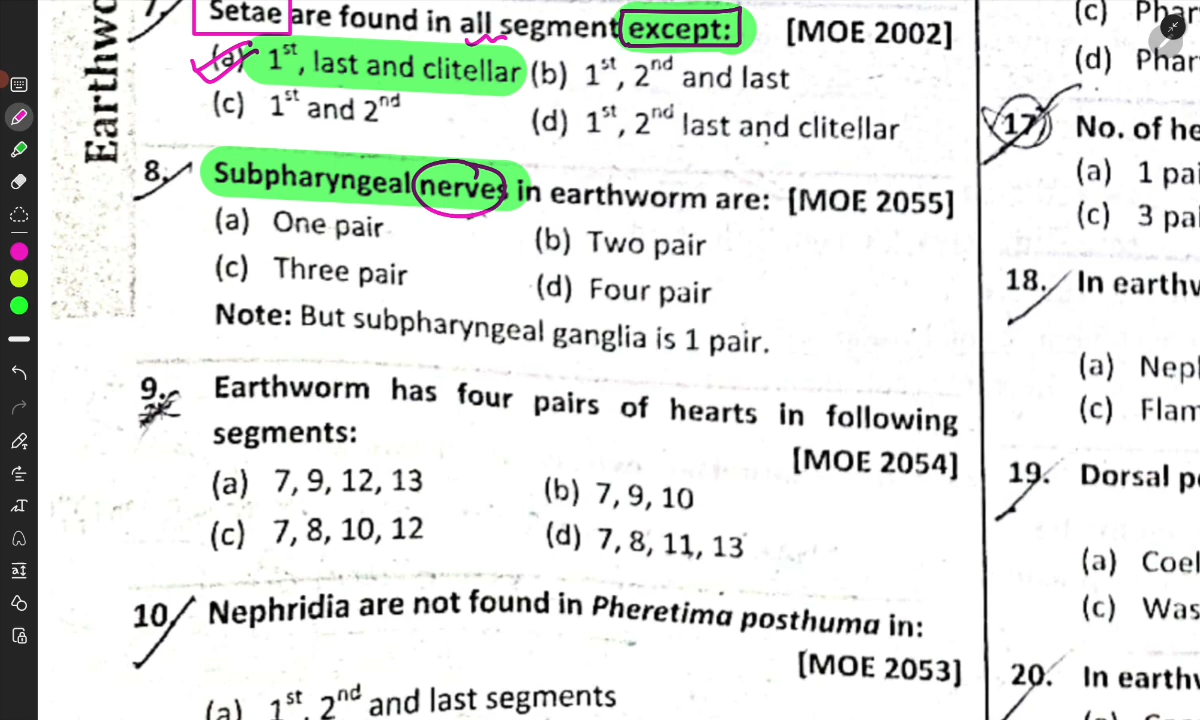 Earthwo
7.
Setae are found in all segment except: [MOE 2002]
(a) 1st, last and clitellar (b) 1st, 2nd and last
(c) 1st and 2nd (d) 1st, 2nd last and clitellar
8. Subpharyngeal nerves in earthworm are: [MOE 2055]
(a) One pair (b) Two pair
(c) Three pair (d) Four pair
Note: But subpharyngeal ganglia is 1 pair.
9. Earthworm has four pairs of hearts in following
segments: [MOE 2054]
(a) 7, 9, 12, 13 (b) 7, 9, 10
(c) 7, 8, 10, 12 (d) 7, 8, 11, 13
10. Nephridia are not found in Pheretima posthuma in:
[MOE 2053]
(a) 1st, 2nd and last segments
(c) Phar
(d) Phar
17. No. of he
(a) 1 pai
(c) 3 pai
18. In earthw
(a) Nep
(c) Flam
19. Dorsal po
(a) Coel
(c) Was
20. In earthw